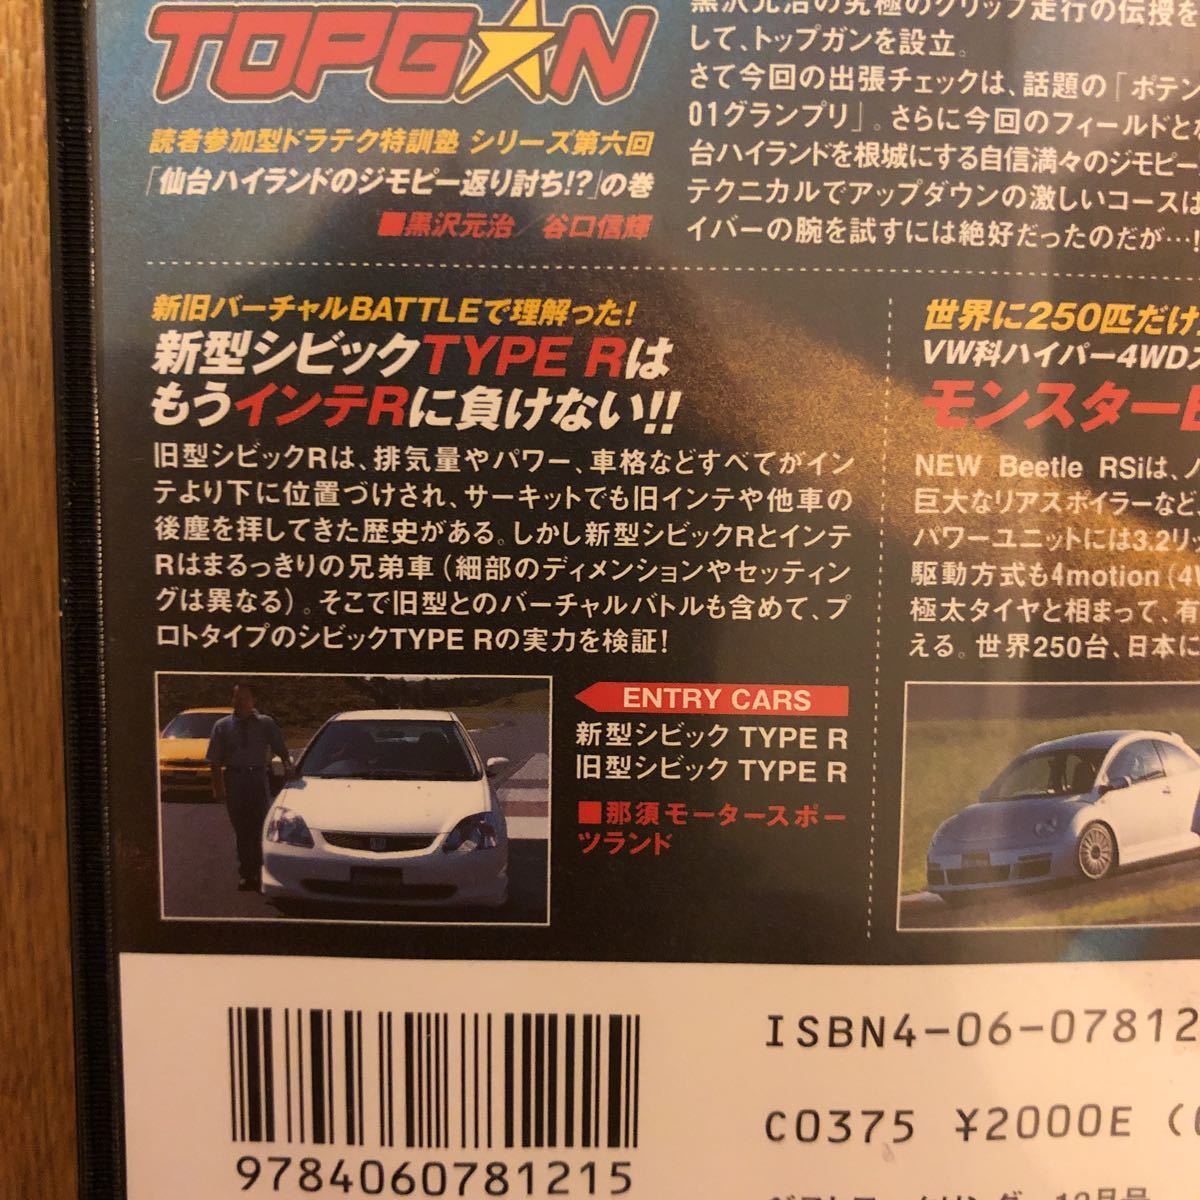 TOPGUN
読者参加型ドラテク特訓塾 シリーズ第六回
「仙台ハイランドのジモピー返り討ち!?」の巻
■黒沢元治／谷口信輝
黒沢元治の究極のグリップ走行の伝授を
して、トップガンを設立。
さて今回の出張チェックは、話題の「ポテン
01グランプリ」。さらに今回のフィールドと
台ハイランドを根城にする自信満々のジモピー
テクニカルでアップダウンの激しいコースは
イバーの腕を試すには絶好だったのだが…!
新旧バーチャルBATTLEで理解った!
新型シビックTYPE Rは
もうインテRに負けない!!
旧型シビックRは、排気量やパワー、車格などすべてがイン
テより下に位置づけされ、サーキットでも旧インテや他車の
後塵を拝してきた歴史がある。しかし新型シビックRとインテ
Rはまるっきりの兄弟車（細部のディメンションやセッティン
グは異なる）。そこで旧型とのバーチャルバトルも含めて、プ
ロトタイプのシビックTYPE Rの実力を検証!
ENTRY CARS
新型シビック TYPE R
旧型シビック TYPE R
■那須モータースポー
ツランド
世界に250匹だけ
VW科ハイパー4WD
モンスター
NEW Beetle RSiは、
巨大なリアスポイラーなど
パワーユニットには3.2リッ
駆動方式も4motion（4W
極太タイヤと相まって、有
える。世界250台、日本に
9784060781215
ISBN4-06-07812
C0375 ¥2000E (
12月号